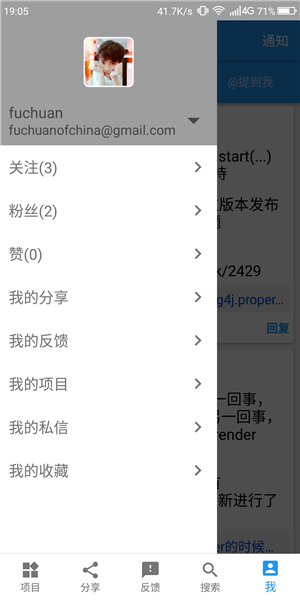 19:05
41.7K/s 4G 71%
通知
@提到我
fuchuan
fuchuanofchina@gmail.com
关注(3)
start(...)
粉丝(2)
版本发布
赞(0)
k/2429
我的分享
g4j.proper...
我的反馈
回复
我的项目
一回事，
另一回事，
我的私信
render
我的收藏
新进行了
er的时候...
项目
分享
反馈
搜索
我